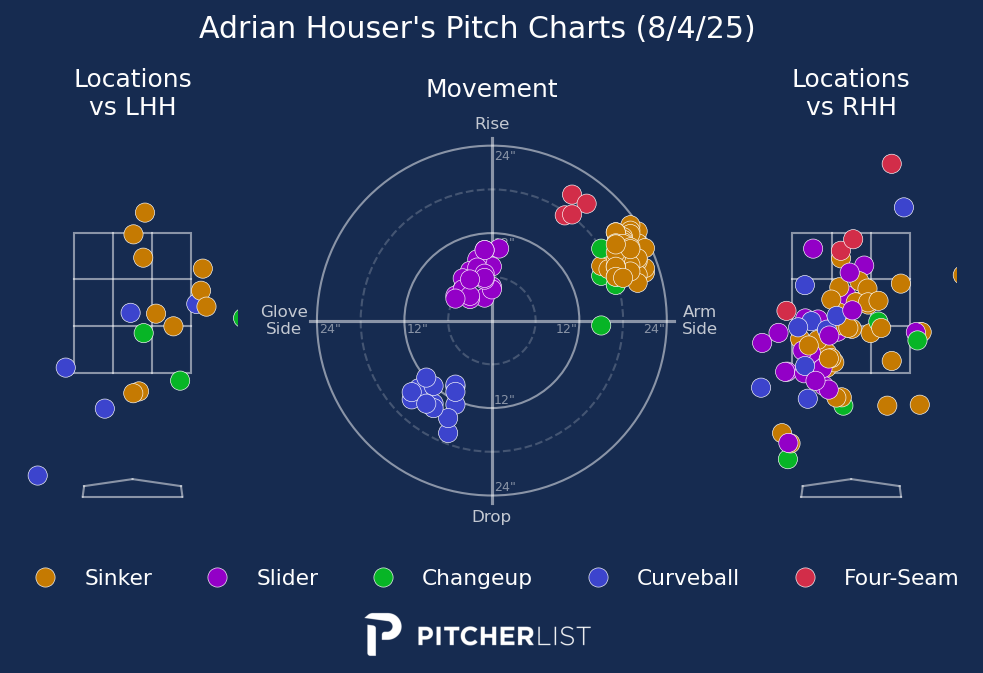 Adrian Houser's Pitch Charts (8/4/25)
Locations
vs LHH
Movement
Locations
vs RHH
Rise
24"
Glove
Side
24"
12"
12"
24"
Arm
Side
12"
24"
Drop
Sinker
Slider
Changeup
Curveball
Four-Seam
PITCHERLIST